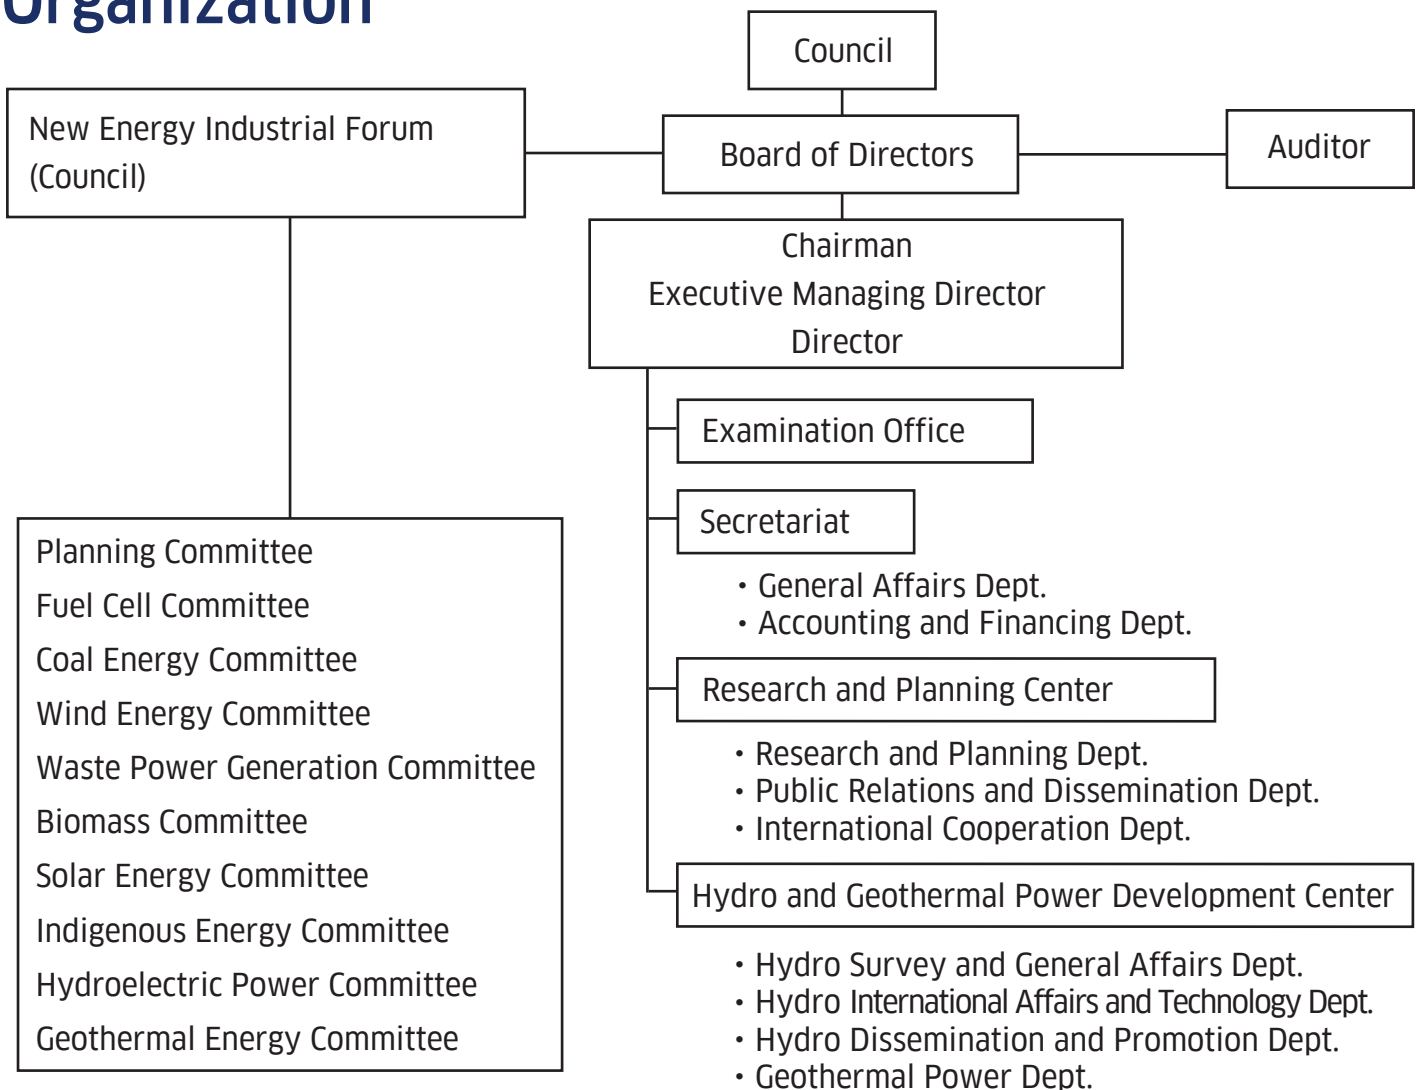 Organization
Council
New Energy Industrial Forum
(Council)
Board of Directors
Auditor
Chairman
Executive Managing Director
Director
Examination Office
Secretariat
・General Affairs Dept.
・Accounting and Financing Dept.
Research and Planning Center
・Research and Planning Dept.
・Public Relations and Dissemination Dept.
・International Cooperation Dept.
Hydro and Geothermal Power Development Center
・Hydro Survey and General Affairs Dept.
・Hydro International Affairs and Technology Dept.
・Hydro Dissemination and Promotion Dept.
・Geothermal Power Dept.
Planning Committee
Fuel Cell Committee
Coal Energy Committee
Wind Energy Committee
Waste Power Generation Committee
Biomass Committee
Solar Energy Committee
Indigenous Energy Committee
Hydroelectric Power Committee
Geothermal Energy Committee